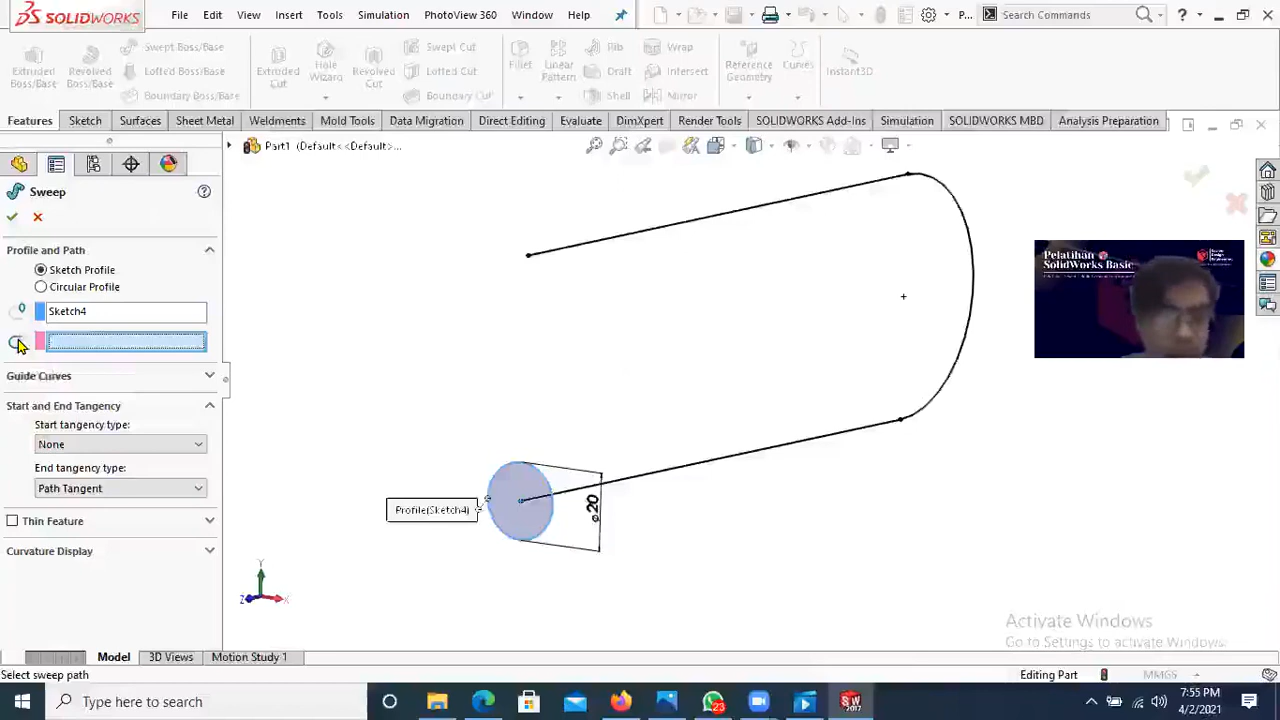 SOLIDWORKS
File Edit View Insert Tools Simulation PhotoView 360 Window Help
P... Search Commands
Extruded Boss/Base
Revolved Boss/Base
Swept Boss/Base
Lofted Boss/Base
Boundary Boss/Base
Extruded Cut
Hole Wizard
Revolved Cut
Swept Cut
Lofted Cut
Boundary Cut
Fillet
Linear Pattern
Rib
Draft
Shell
Wrap
Intersect
Mirror
Reference Geometry
Curves
Instant3D
Features Sketch Surfaces Sheet Metal Weldments Mold Tools Data Migration Direct Editing Evaluate DimXpert Render Tools SOLIDWORKS Add-Ins Simulation SOLIDWORKS MBD Analysis Preparation
Part1 (Default<<Default>...
Sweep
Profile and Path
Sketch Profile
Circular Profile
Sketch4
Guide Curves
Start and End Tangency
Start tangency type:
None
End tangency type:
Path Tangent
Thin Feature
Curvature Display
Profile(Sketch4)
⌀20
Y
Z X
Pelatihan
SolidWorks Basic
Activate Windows
Go to Settings to activate Windows.
Model 3D Views Motion Study 1
Select sweep path
Editing Part
MMGS
Type here to search
23
SW
2017
7:55 PM
4/2/2021